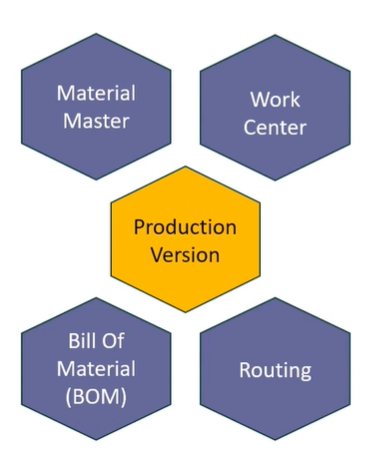 Material
Master
Work
Center
Production
Version
Bill Of
Material
(BOM)
Routing